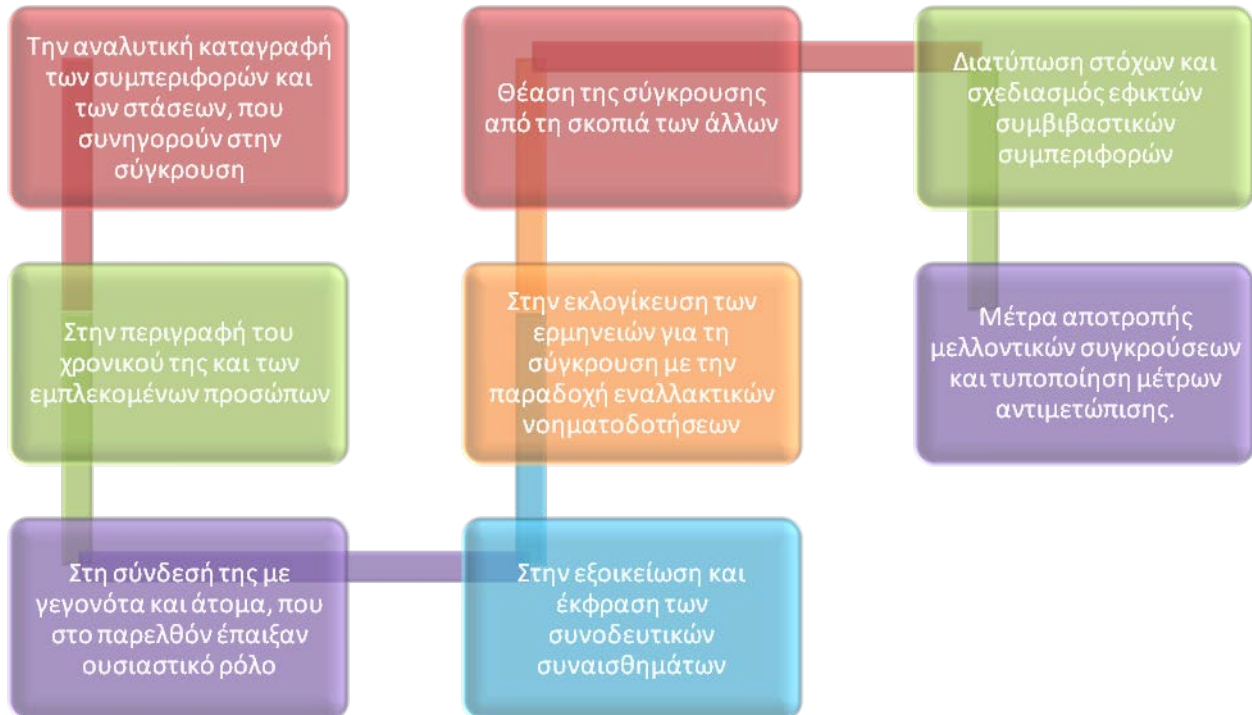 Την αναλυτική καταγραφή
των συμπεριφορών και
των στάσεων, που
συνηγορούν στην
σύγκρουση
Στην περιγραφή του
χρονικού της και των
εμπλεκομένων προσώπων
Στη σύνδεσή της με
γεγονότα και άτομα, που
στο παρελθόν έπαιξαν
ουσιαστικό ρόλο
Στην εξοικείωση και
έκφραση των
συνοδευτικών
συναισθημάτων
Στην εκλογίκευση των
ερμηνειών για τη
σύγκρουση με την
παραδοχή εναλλακτικών
νοηματοδοτήσεων
Θέαση της σύγκρουσης
από τη σκοπιά των άλλων
Διατύπωση στόχων και
σχεδιασμός εφικτών
συμβιβαστικών
συμπεριφορών
Μέτρα αποτροπής
μελλοντικών συγκρούσεων
και τυποποίηση μέτρων
αντιμετώπισης.